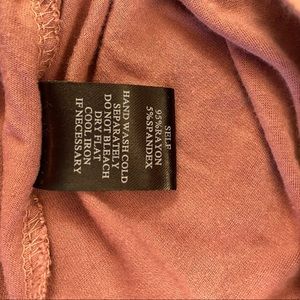 SELF
95%RAYON
5%SPANDEX
HAND WASH COLD
SEPARATELY
DO NOT BLEACH
DRY FLAT
COOL IRON
IF NECESSARY